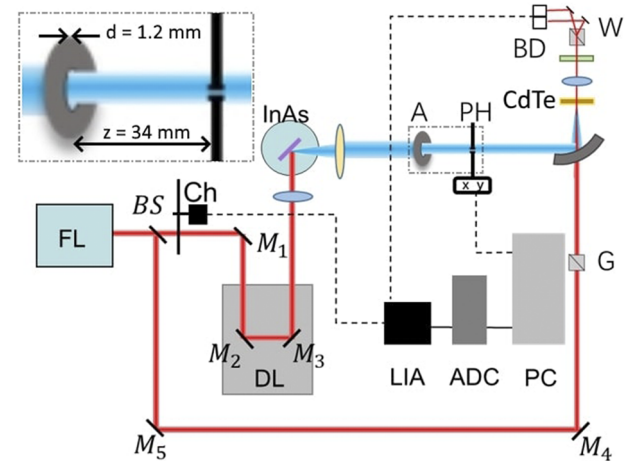 d = 1.2 mm
z = 34 mm
W
BD
CdTe
InAs
A
PH
x y
BS
Ch
FL
M₁
G
M₂
M₃
DL
LIA
ADC
PC
M₅
M₄